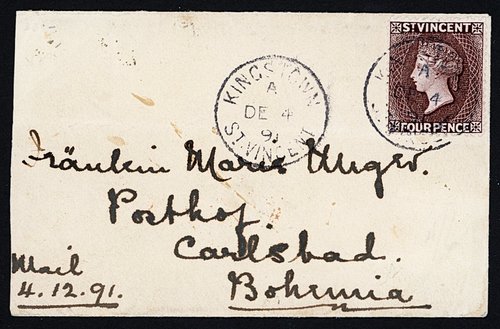 ST VINCENT
FOUR PENCE
KINGSTOWN
A
DE 4
91
ST. VINCENT
A
4
Fräulein Marie Unger.
Posthof
Carlsbad.
Bohemia
Mail
4.12.91.